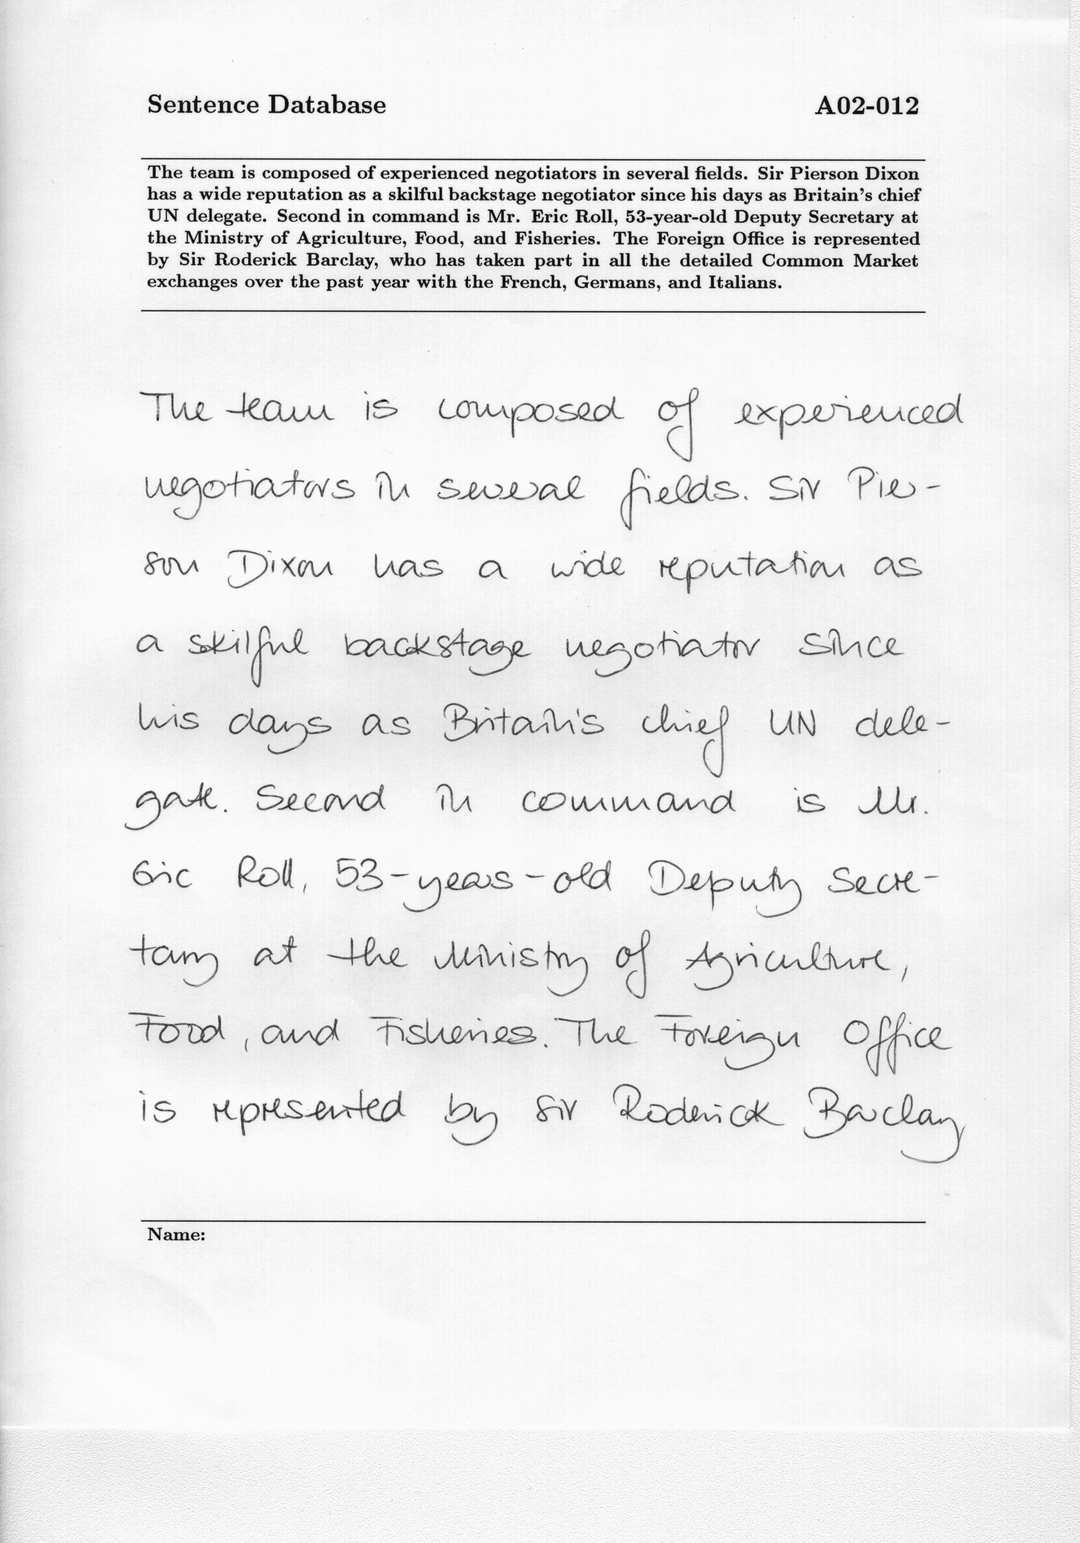 Sentence Database
A02-012
The team is composed of experienced negotiators in several fields. Sir Pierson Dixon
has a wide reputation as a skilful backstage negotiator since his days as Britain's chief
UN delegate. Second in command is Mr. Eric Roll, 53-year-old Deputy Secretary at
the Ministry of Agriculture, Food, and Fisheries. The Foreign Office is represented
by Sir Roderick Barclay, who has taken part in all the detailed Common Market
exchanges over the past year with the French, Germans, and Italians.
The team is composed of experienced
negotiators in several fields. Sir Pier-
son Dixon has a wide reputation as
a skilful backstage negotiator since
his days as Britain's chief UN dele-
gate. Second in command is Mr.
Eric Roll, 53-years-old Deputy Secre-
tary at the Ministry of Agriculture,
Food, and Fisheries. The Foreign Office
is represented by Sir Roderick Barclay
Name: